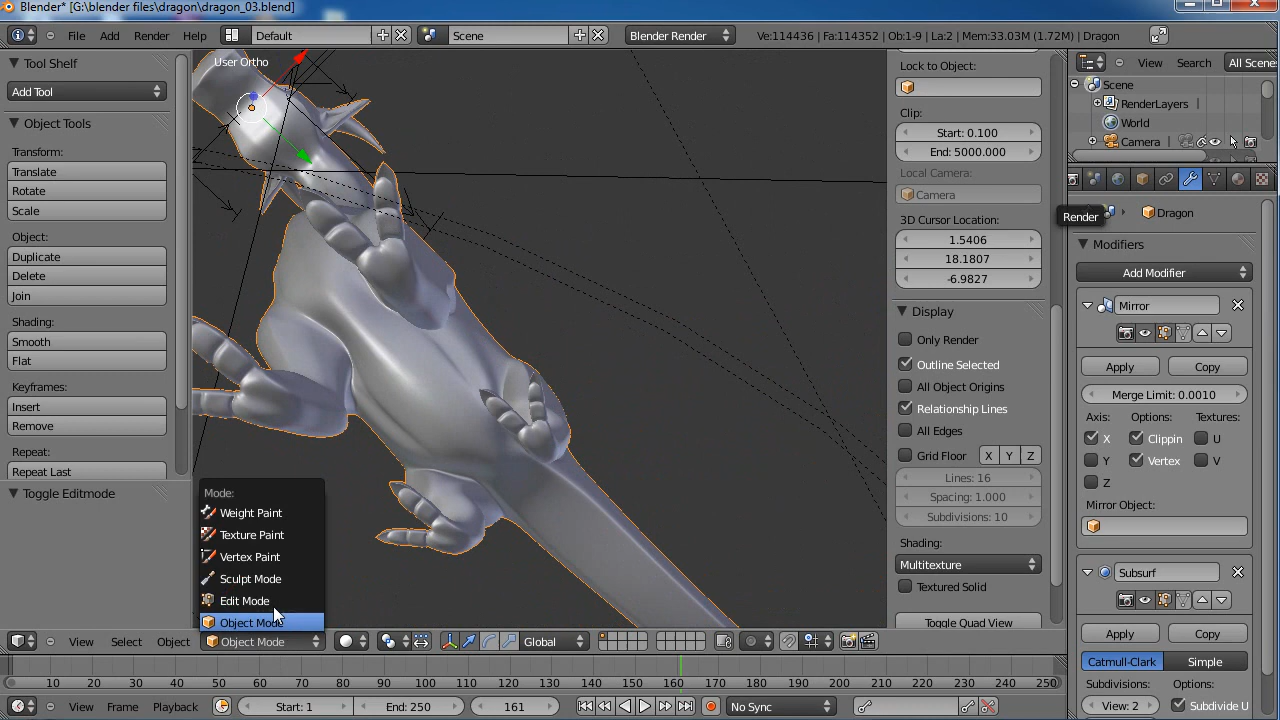 Blender* [G:\blender files\dragon\dragon_03.blend]
File Add Render Help Default Scene Blender Render Ve:114436 | Fa:114352 | Ob:1-9 | La:2 | Mem:33.03M (1.72M) | Dragon
Tool Shelf
Add Tool
Object Tools
Transform:
Translate
Rotate
Scale
Object:
Duplicate
Delete
Join
Shading:
Smooth
Flat
Keyframes:
Insert
Remove
Repeat:
Repeat Last
Toggle Editmode
User Ortho
Mode:
Weight Paint
Texture Paint
Vertex Paint
Sculpt Mode
Edit Mode
Object Mode
View Select Object Object Mode Global
Lock to Object:
Clip:
Start: 0.100
End: 5000.000
Local Camera:
Camera
3D Cursor Location:
1.5406
18.1807
-6.9827
Display
Only Render
Outline Selected
All Object Origins
Relationship Lines
All Edges
Grid Floor X Y Z
Lines: 16
Spacing: 1.000
Subdivisions: 10
Shading:
Multitexture
Textured Solid
Toggle Quad View
View Search All Scene
Scene
RenderLayers
World
Camera
Render
Dragon
Modifiers
Add Modifier
Mirror
Apply Copy
Merge Limit: 0.0010
Axis: Options: Textures:
X Clippin U
Y Vertex V
Z
Mirror Object:
Subsurf
Apply Copy
Catmull-Clark Simple
Subdivisions: Options:
View: 2 Subdivide U
10 20 30 40 50 60 70 80 90 100 110 120 130 140 150 160 170 180 190 200 210 220 230 240 250
View Frame Playback Start: 1 End: 250 161 No Sync